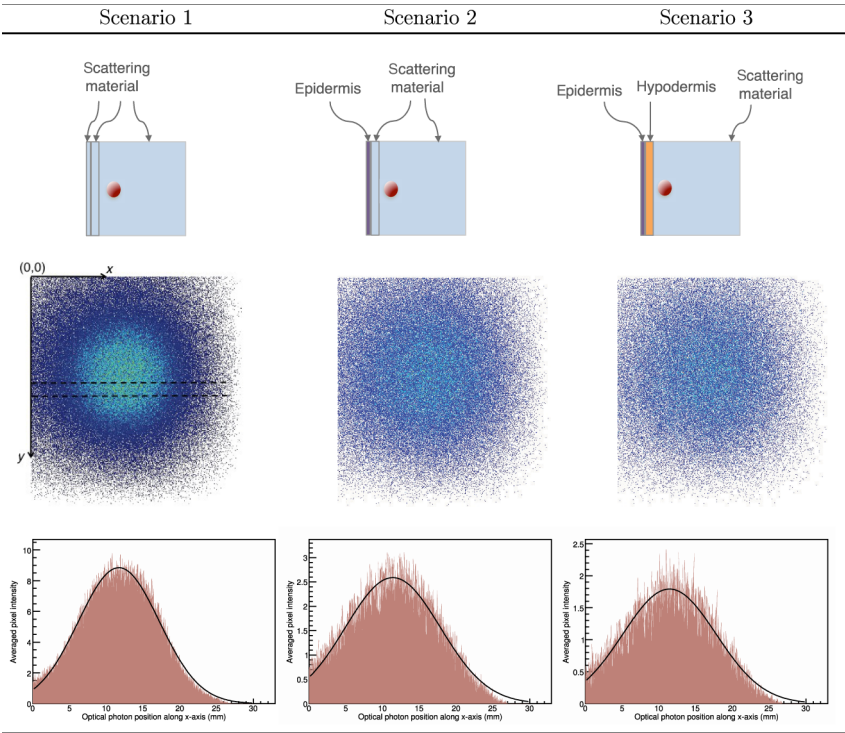 Scenario 1 Scenario 2 Scenario 3
Scattering
material
Epidermis
Scattering
material
Epidermis
Hypodermis
Scattering
material
(0,0)
x
y
Averaged pixel intensity
10
8
6
4
2
0
0 5 10 15 20 25 30
Optical photon position along x-axis (mm)
Averaged pixel intensity
3
2.5
2
1.5
1
0.5
0
0 5 10 15 20 25 30
Optical photon position along x-axis (mm)
Averaged pixel intensity
2.5
2
1.5
1
0.5
0
0 5 10 15 20 25 30
Optical photon position along x-axis (mm)